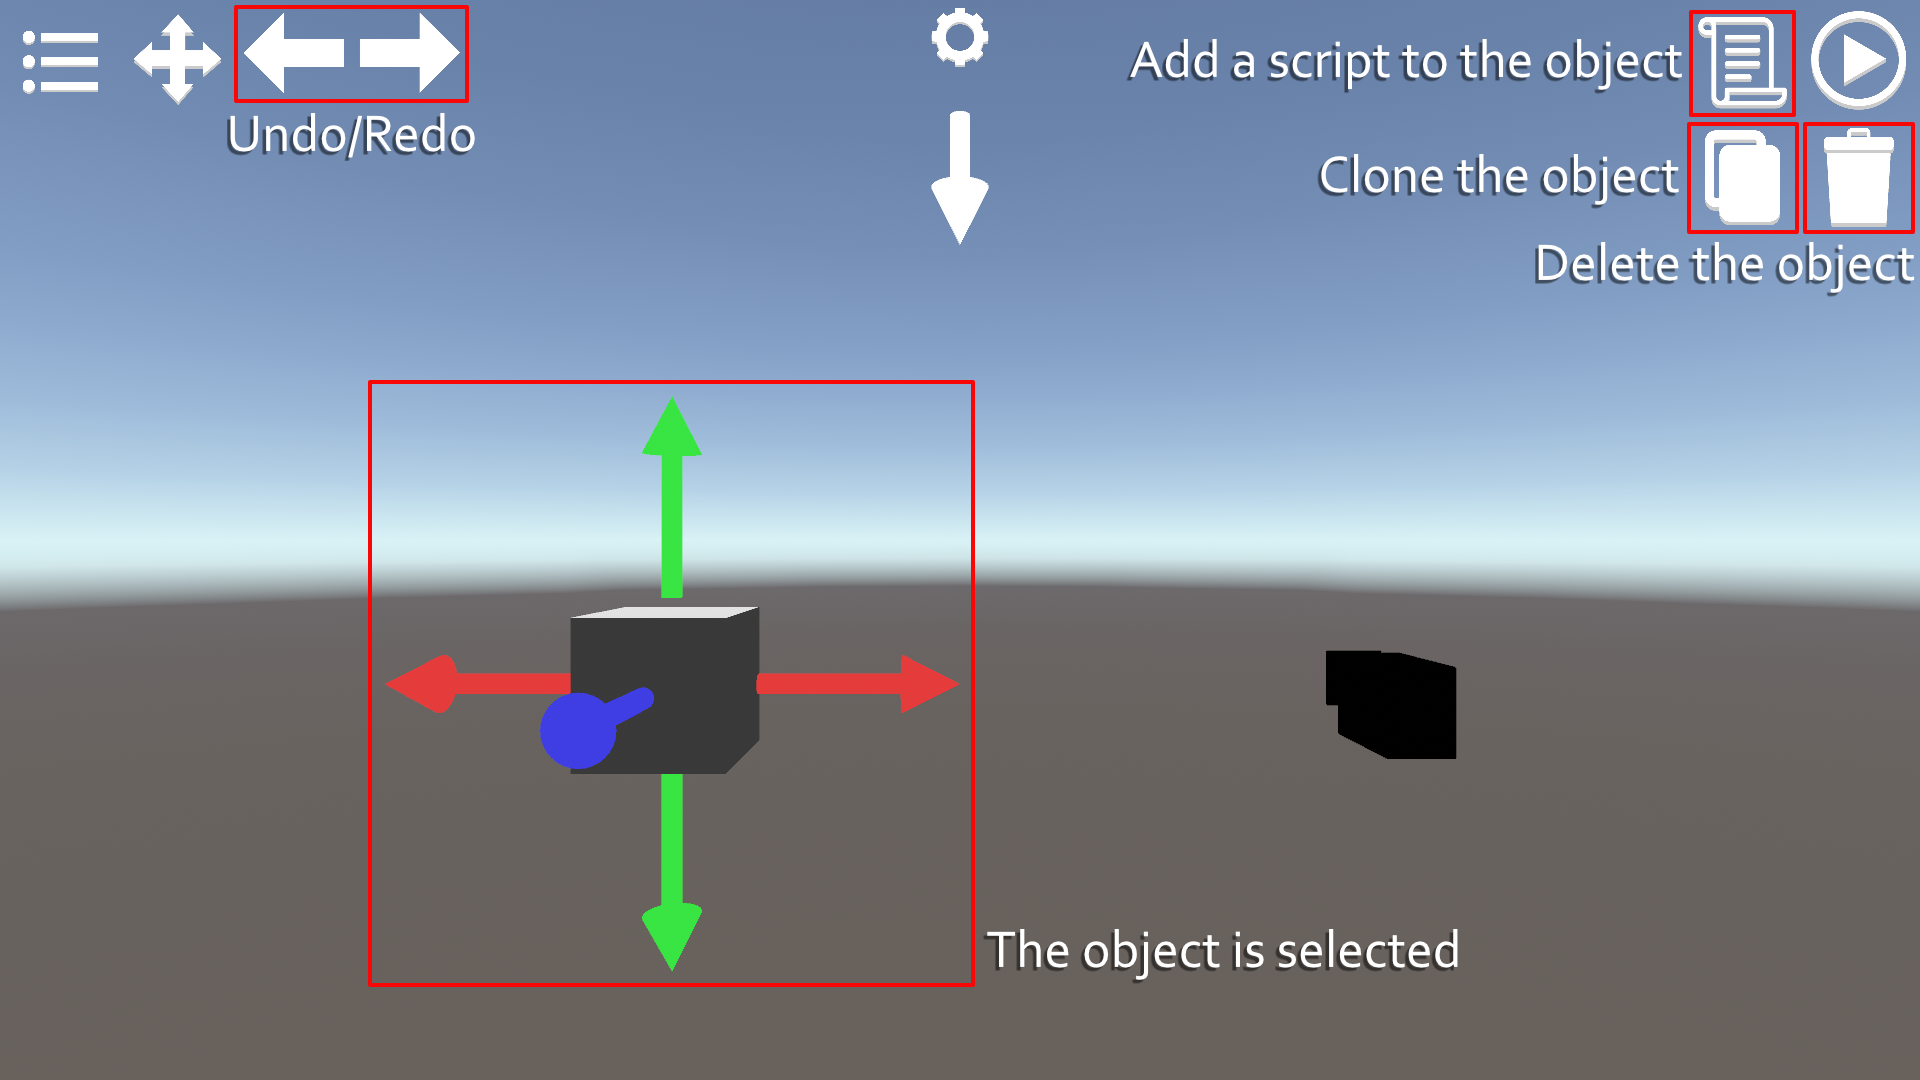 Add a script to the object
Undo/Redo
Clone the object
Delete the object
The object is selected